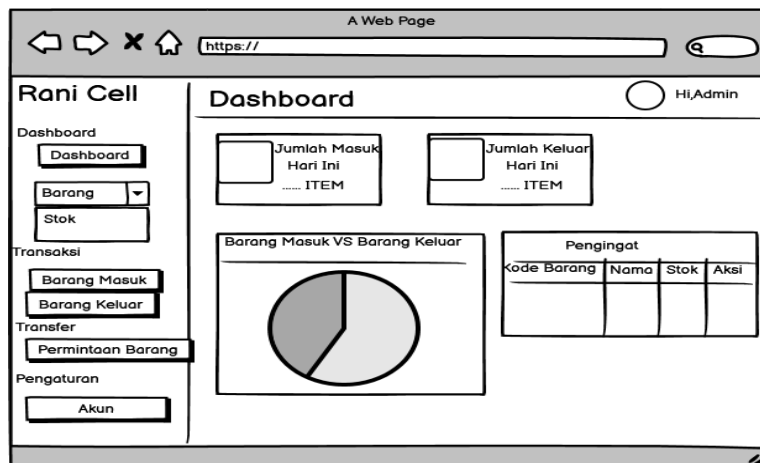 A Web Page
https://
Rani Cell
Dashboard
Hi,Admin
Dashboard
Dashboard
Barang
Stok
Transaksi
Barang Masuk
Barang Keluar
Transfer
Permintaan Barang
Pengaturan
Akun
Jumlah Masuk
Hari Ini
...... ITEM
Jumlah Keluar
Hari Ini
...... ITEM
Barang Masuk VS Barang Keluar
Pengingat
Kode Barang Nama Stok Aksi